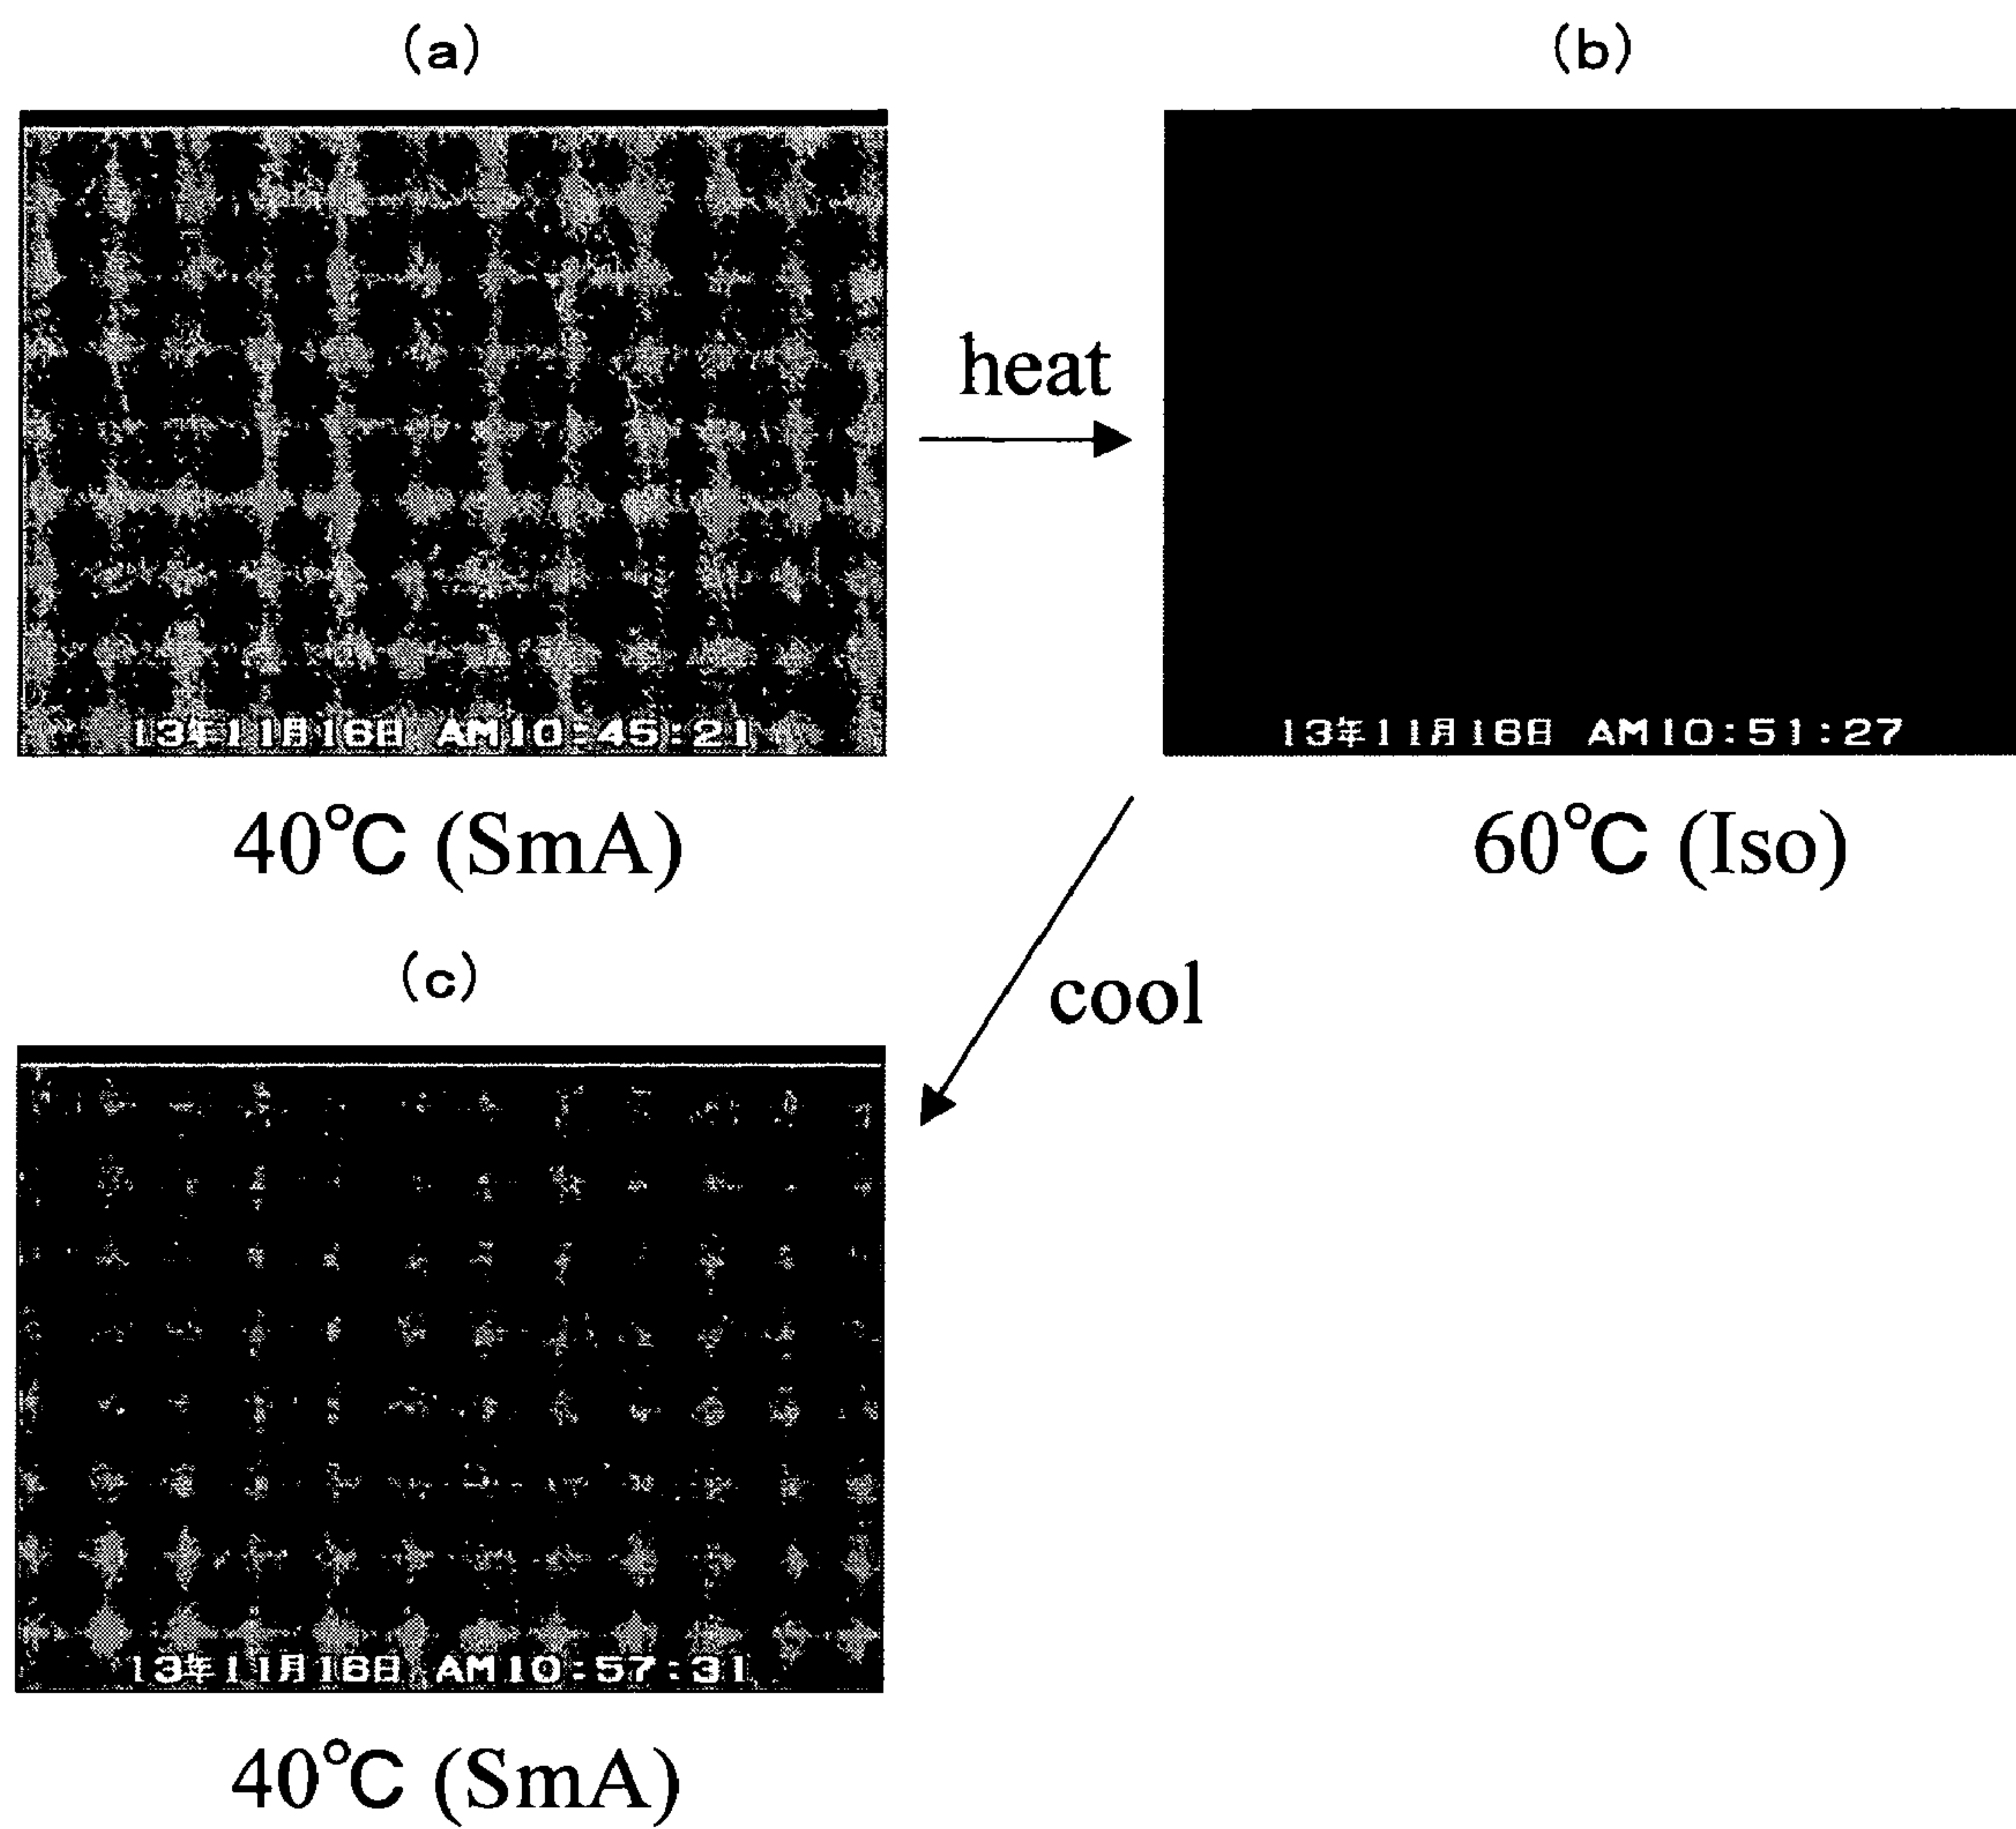 (a)
(b)
13年11月16日 AM10:45:21
heat
13年11月16日 AM10:51:27
40℃ (SmA)
60℃ (Iso)
(c)
cool
13年11月16日 AM10:57:31
40℃ (SmA)